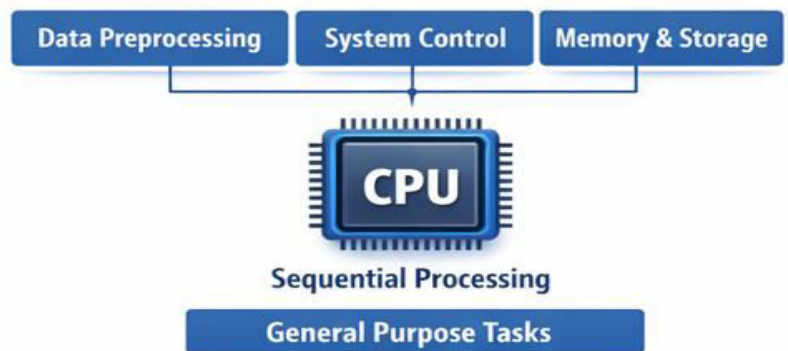 Data Preprocessing
System Control
Memory & Storage
CPU
Sequential Processing
General Purpose Tasks